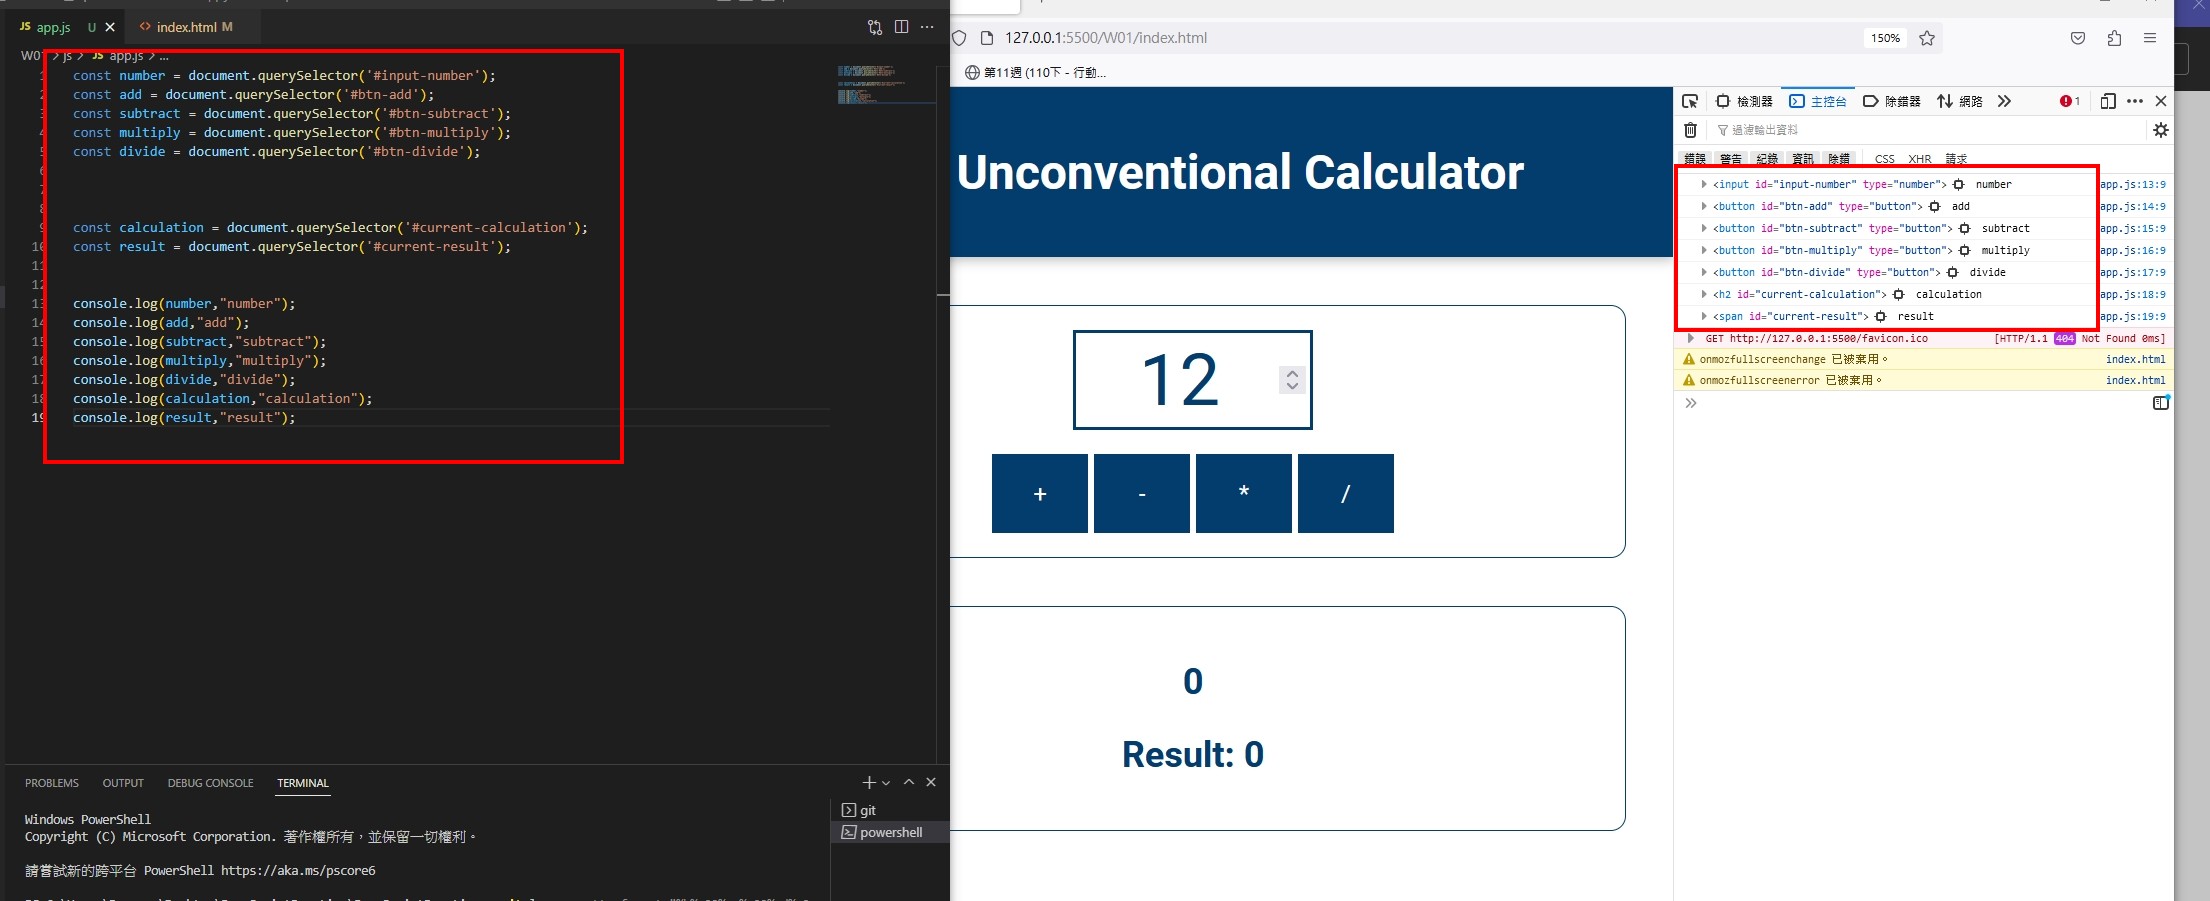 JS app.js U
<> index.html M
W01 > js > JS app.js > ...
1 const number = document.querySelector('#input-number');
2 const add = document.querySelector('#btn-add');
3 const subtract = document.querySelector('#btn-subtract');
4 const multiply = document.querySelector('#btn-multiply');
5 const divide = document.querySelector('#btn-divide');
6
7
8
9 const calculation = document.querySelector('#current-calculation');
10 const result = document.querySelector('#current-result');
11
12
13 console.log(number,"number");
14 console.log(add,"add");
15 console.log(subtract,"subtract");
16 console.log(multiply,"multiply");
17 console.log(divide,"divide");
18 console.log(calculation,"calculation");
19 console.log(result,"result");
PROBLEMS OUTPUT DEBUG CONSOLE TERMINAL
Windows PowerShell
Copyright (C) Microsoft Corporation. 著作權所有，並保留一切權利。
請嘗試新的跨平台 PowerShell https://aka.ms/pscore6
git
powershell
127.0.0.1:5500/W01/index.html
150%
第11週 (110下 - 行動...
Unconventional Calculator
12
+ - * /
0
Result: 0
檢測器 主控台 除錯器 網路 1
過濾輸出資料
錯誤 警告 紀錄 資訊 除錯 CSS XHR 請求
<input id="input-number" type="number"> number app.js:13:9
<button id="btn-add" type="button"> add app.js:14:9
<button id="btn-subtract" type="button"> subtract app.js:15:9
<button id="btn-multiply" type="button"> multiply app.js:16:9
<button id="btn-divide" type="button"> divide app.js:17:9
<h2 id="current-calculation"> calculation app.js:18:9
<span id="current-result"> result app.js:19:9
GET http://127.0.0.1:5500/favicon.ico [HTTP/1.1 404 Not Found 0ms]
onmozfullscreenchange 已被棄用。 index.html
onmozfullscreenerror 已被棄用。 index.html